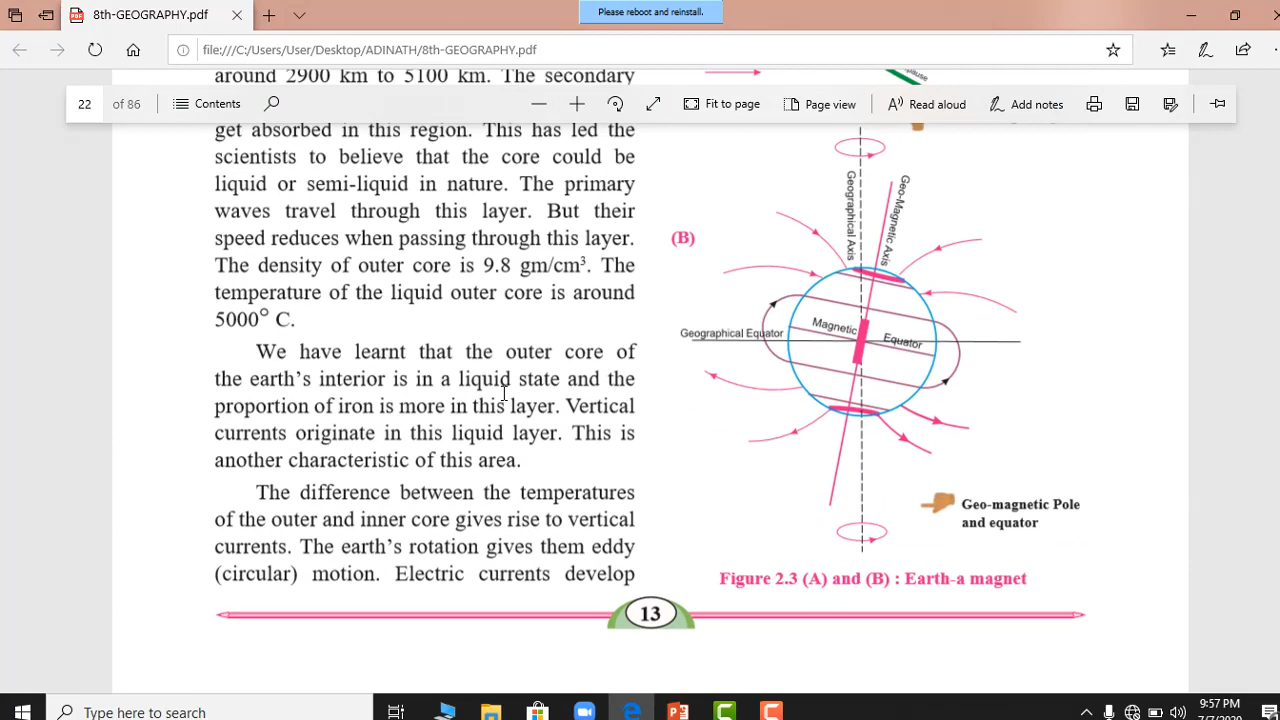 8th-GEOGRAPHY.pdf
Please reboot and reinstall.
file:///C:/Users/User/Desktop/ADINATH/8th-GEOGRAPHY.pdf
around 2900 km to 5100 km. The secondary
22 of 86
Contents
Fit to page
Page view
Read aloud
Add notes
get absorbed in this region. This has led the
scientists to believe that the core could be
liquid or semi-liquid in nature. The primary
waves travel through this layer. But their
speed reduces when passing through this layer.
The density of outer core is 9.8 gm/cm³. The
temperature of the liquid outer core is around
5000° C.
We have learnt that the outer core of
the earth's interior is in a liquid state and the
proportion of iron is more in this layer. Vertical
currents originate in this liquid layer. This is
another characteristic of this area.
The difference between the temperatures
of the outer and inner core gives rise to vertical
currents. The earth's rotation gives them eddy
(circular) motion. Electric currents develop
(B)
Geographical Axis
Geo-Magnetic Axis
Geographical Equator
Magnetic Equator
Geo-magnetic Pole
and equator
Figure 2.3 (A) and (B) : Earth-a magnet
13
Type here to search
9:57 PM